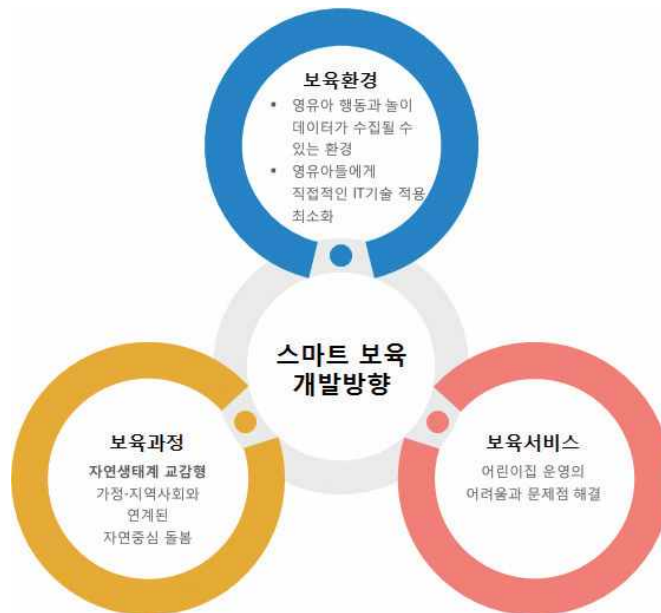 보육환경
• 영유아 행동과 놀이
데이터가 수집될 수
있는 환경
• 영유아들에게
직접적인 IT기술 적용
최소화
스마트 보육
개발방향
보육과정
자연생태계 교감형
가정·지역사회와
연계된
자연중심 돌봄
보육서비스
어린이집 운영의
어려움과 문제점 해결